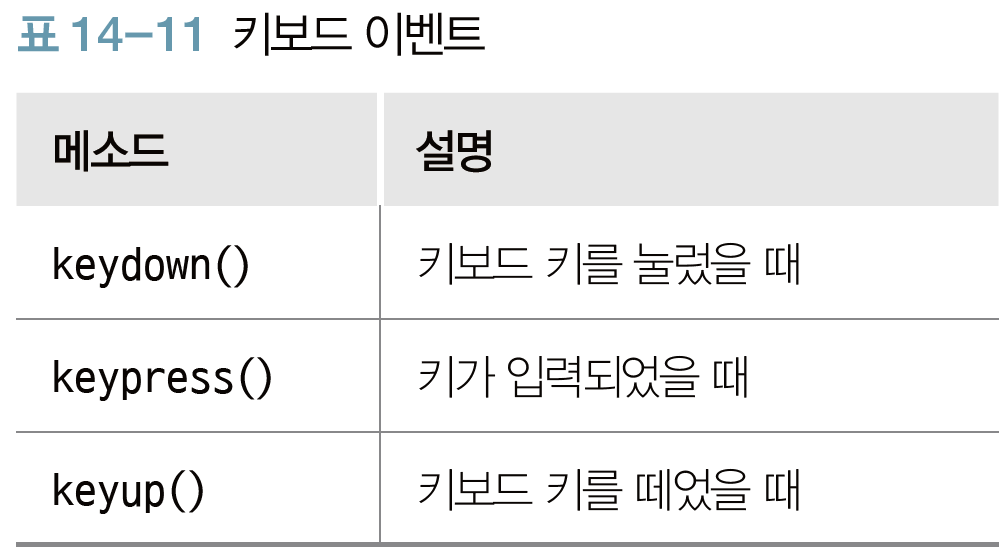 표 14-11 키보드 이벤트
메소드 설명
keydown() 키보드 키를 눌렀을 때
keypress() 키가 입력되었을 때
keyup() 키보드 키를 떼었을 때